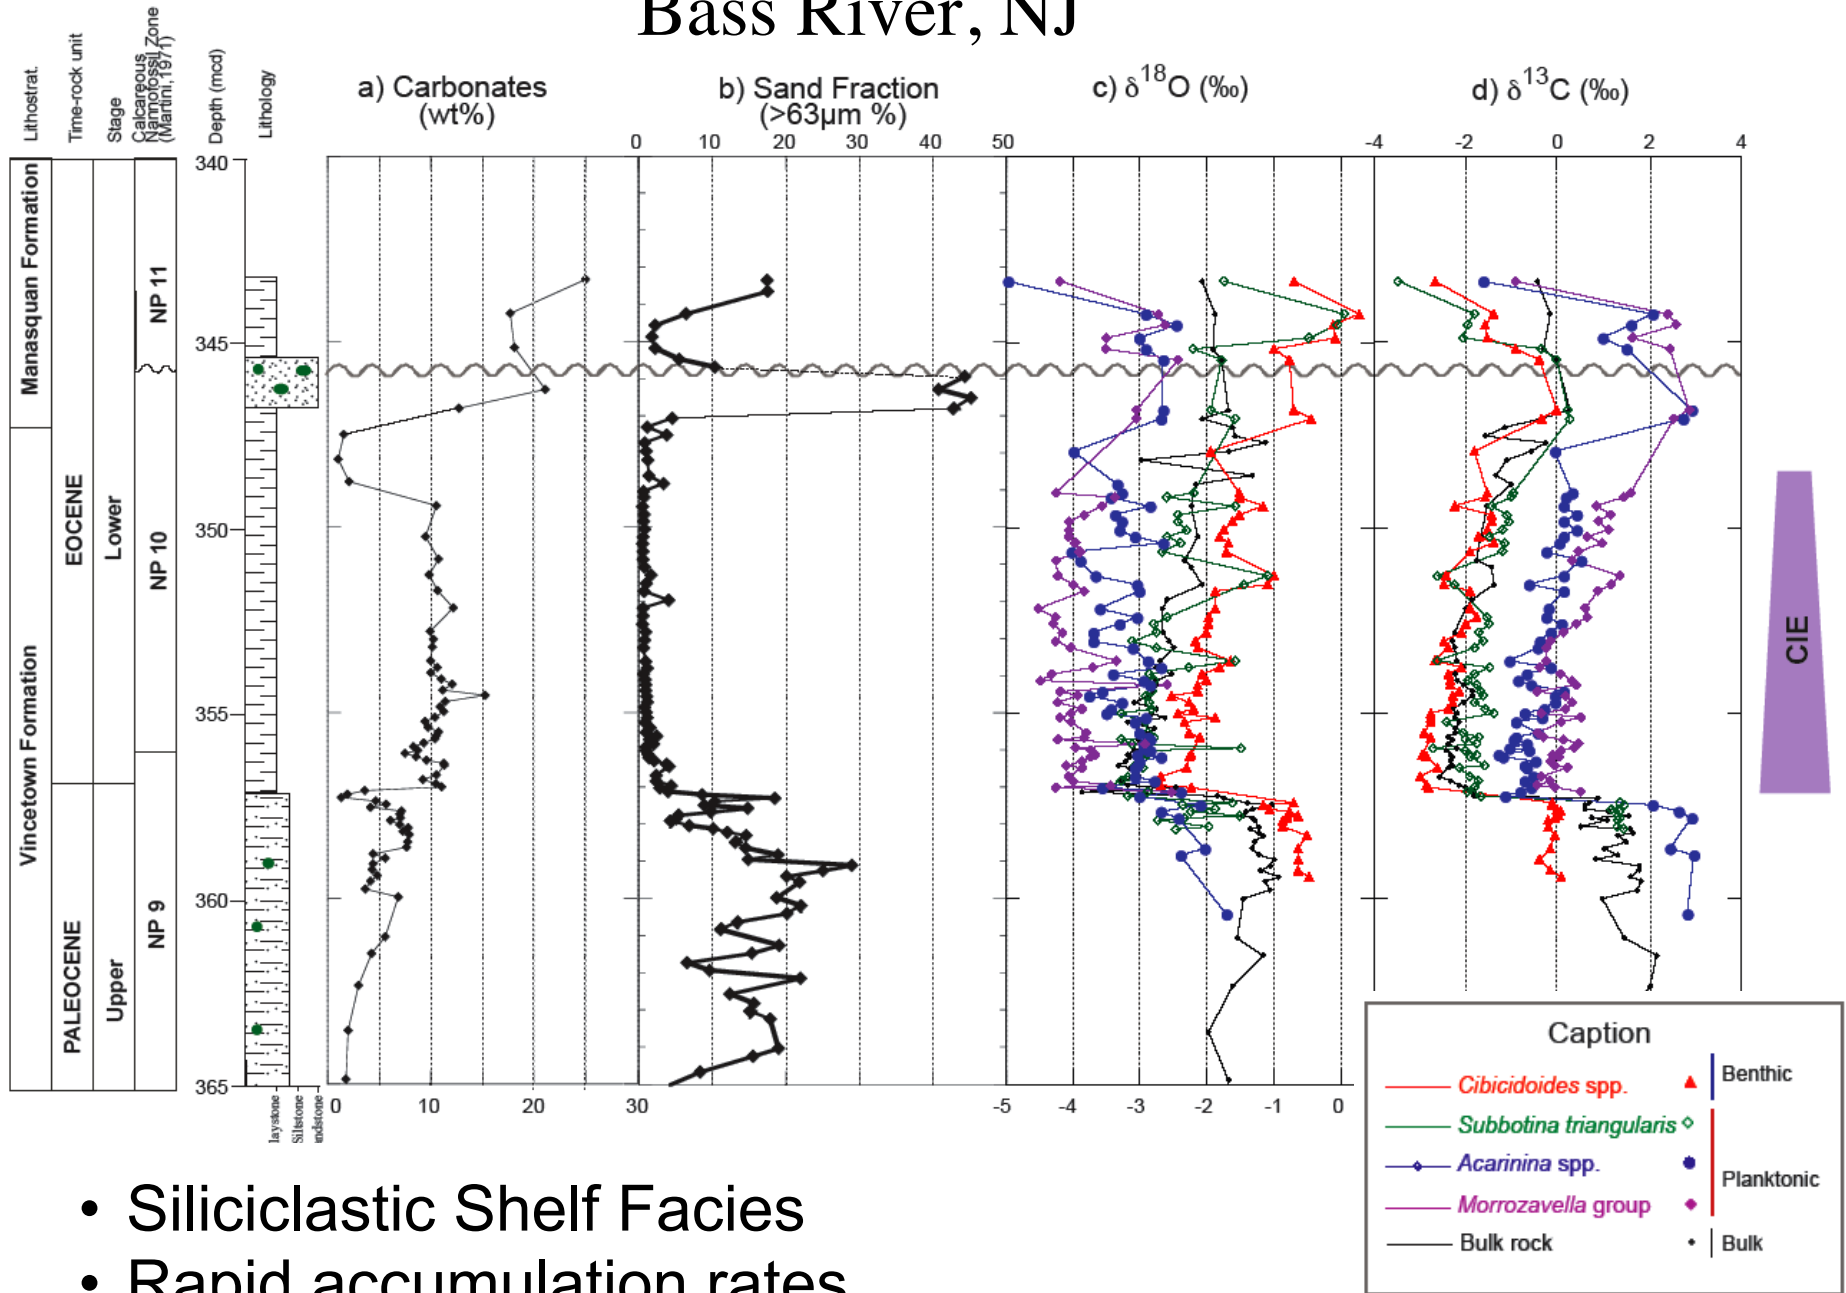 Bass River, NJ
Lithostrat.
Time-rock unit
Stage
Calcareous
Nannofossil Zone
(Martini,1971)
Depth (mcd)
Lithology
a) Carbonates
(wt%)
b) Sand Fraction
(>63µm %)
c) δ18O (‰)
d) δ13C (‰)
0 10 20 30 40 50
-4 -2 0 2 4
340
345
350
355
360
365
Manasquan Formation
Vincetown Formation
EOCENE
PALEOCENE
Lower
Upper
NP 11
NP 10
NP 9
CIE
laystone
Siltstone
ndstone
0 10 20 30
-5 -4 -3 -2 -1 0
Caption
Cibicidoides spp.
Benthic
Subbotina triangularis
Acarinina spp.
Planktonic
Morrozavella group
Bulk rock
Bulk
• Siliciclastic Shelf Facies
• Rapid accumulation rates